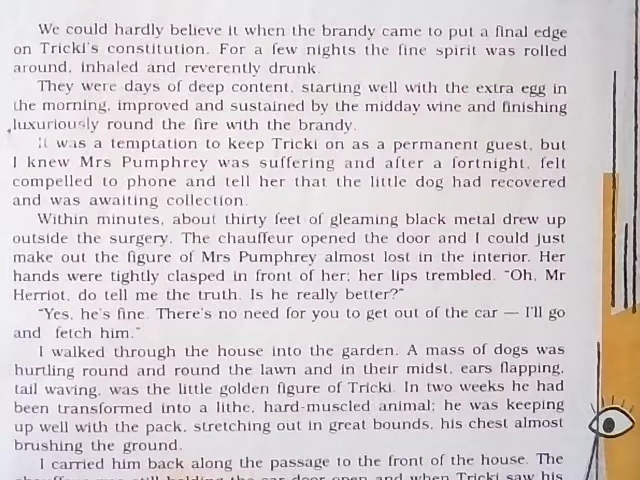 We could hardly believe it when the brandy came to put a final edge
on Tricki's constitution. For a few nights the fine spirit was rolled
around, inhaled and reverently drunk.
They were days of deep content, starting well with the extra egg in
the morning, improved and sustained by the midday wine and finishing
luxuriously round the fire with the brandy.
It was a temptation to keep Tricki on as a permanent guest, but
I knew Mrs Pumphrey was suffering and after a fortnight, felt
compelled to phone and tell her that the little dog had recovered
and was awaiting collection.
Within minutes, about thirty feet of gleaming black metal drew up
outside the surgery. The chauffeur opened the door and I could just
make out the figure of Mrs Pumphrey almost lost in the interior. Her
hands were tightly clasped in front of her; her lips trembled. “Oh, Mr
Herriot, do tell me the truth. Is he really better?”
“Yes, he's fine. There's no need for you to get out of the car — I'll go
and fetch him.”
I walked through the house into the garden. A mass of dogs was
hurtling round and round the lawn and in their midst, ears flapping,
tail waving, was the little golden figure of Tricki. In two weeks he had
been transformed into a lithe, hard-muscled animal; he was keeping
up well with the pack, stretching out in great bounds, his chest almost
brushing the ground.
I carried him back along the passage to the front of the house. The
chauffeur was still holding the car door open and when Tricki saw his